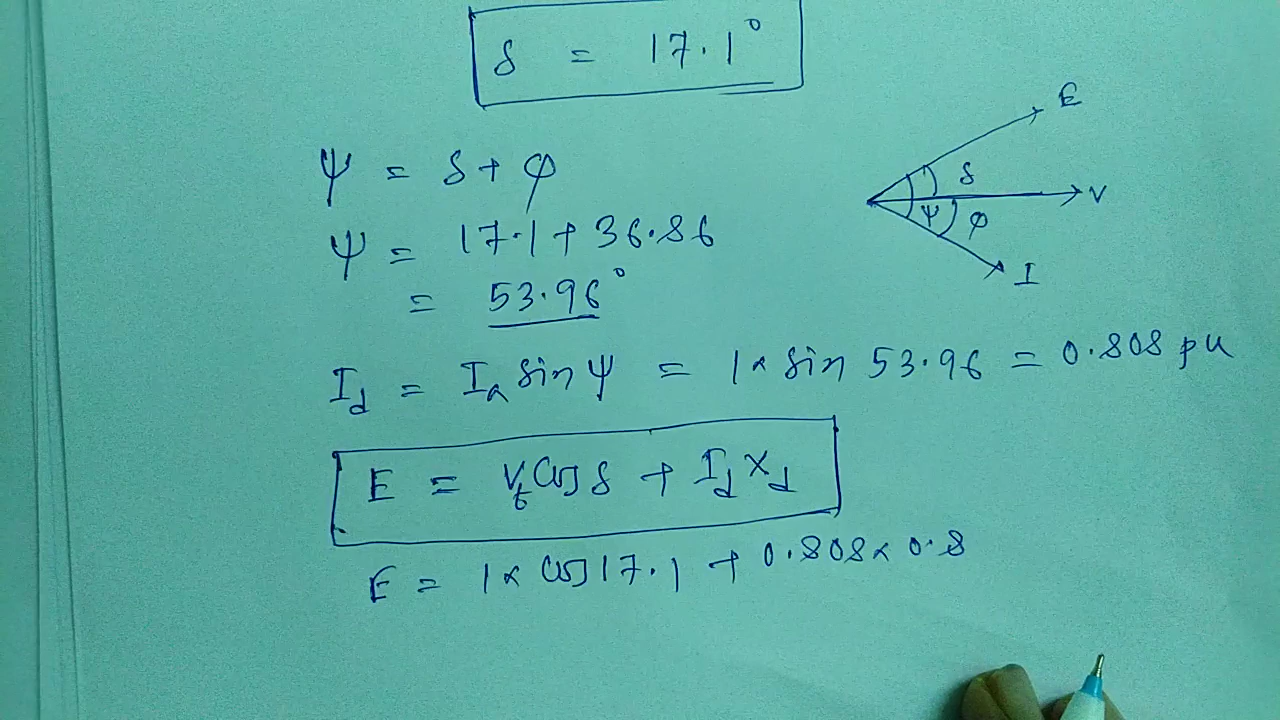 δ = 17.1°
E
δ
V
ψ
φ
I
ψ = δ + φ
ψ = 17.1 + 36.86
= 53.96°
I_d = I_a sin ψ = 1 × sin 53.96 = 0.808 pu
E = V_t Cos δ + I_d X_d
E = 1 × Cos 17.1 + 0.808 × 0.8